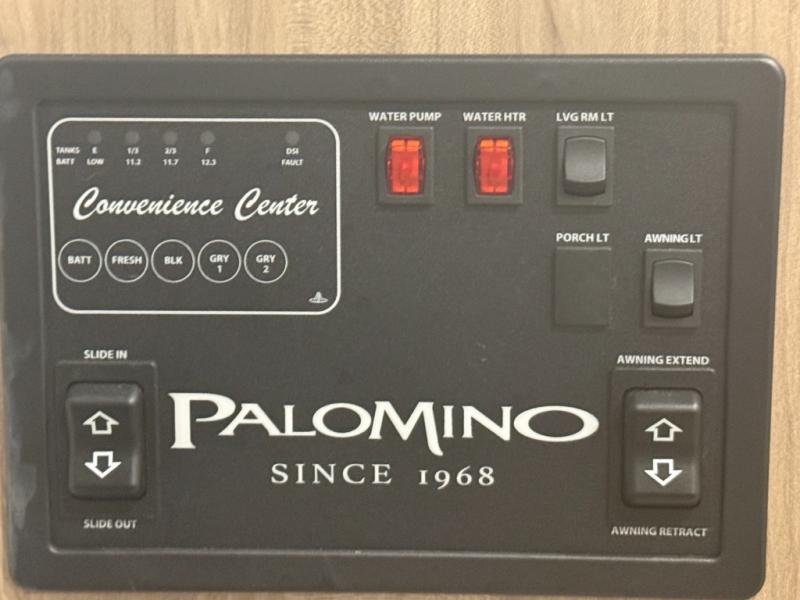 WATER PUMP WATER HTR LVG RM LT
TANKS E 1/3 2/3 F DSI
BATT LOW 11.2 11.7 12.3 FAULT
Convenience Center
BATT FRESH BLK GRY 1 GRY 2
PORCH LT AWNING LT
SLIDE IN AWNING EXTEND
PALOMINO
SINCE 1968
SLIDE OUT AWNING RETRACT